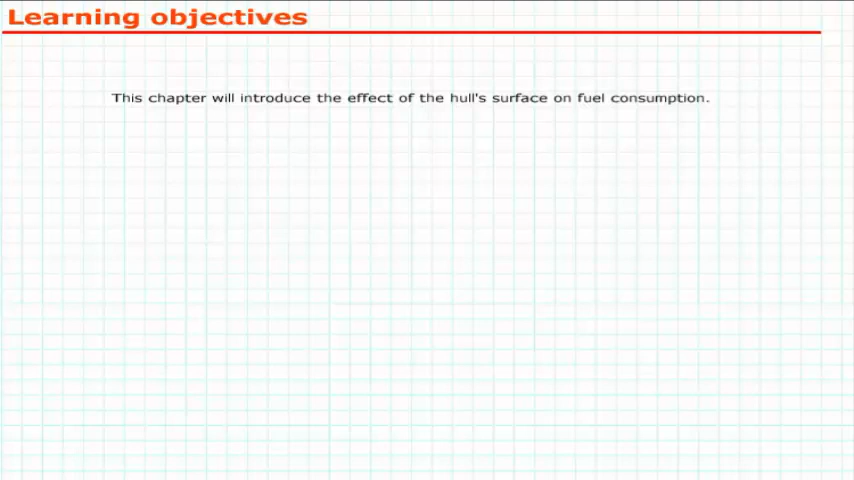 Learning objectives
This chapter will introduce the effect of the hull's surface on fuel consumption.